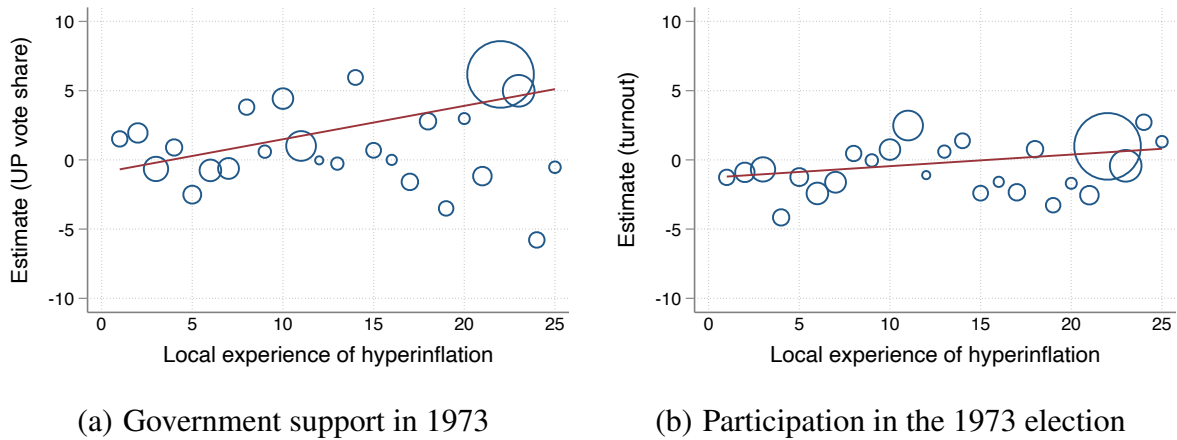 Estimate (UP vote share)
10
5
0
-5
-10
0 5 10 15 20 25
Local experience of hyperinflation
(a) Government support in 1973
Estimate (turnout)
10
5
0
-5
-10
0 5 10 15 20 25
Local experience of hyperinflation
(b) Participation in the 1973 election